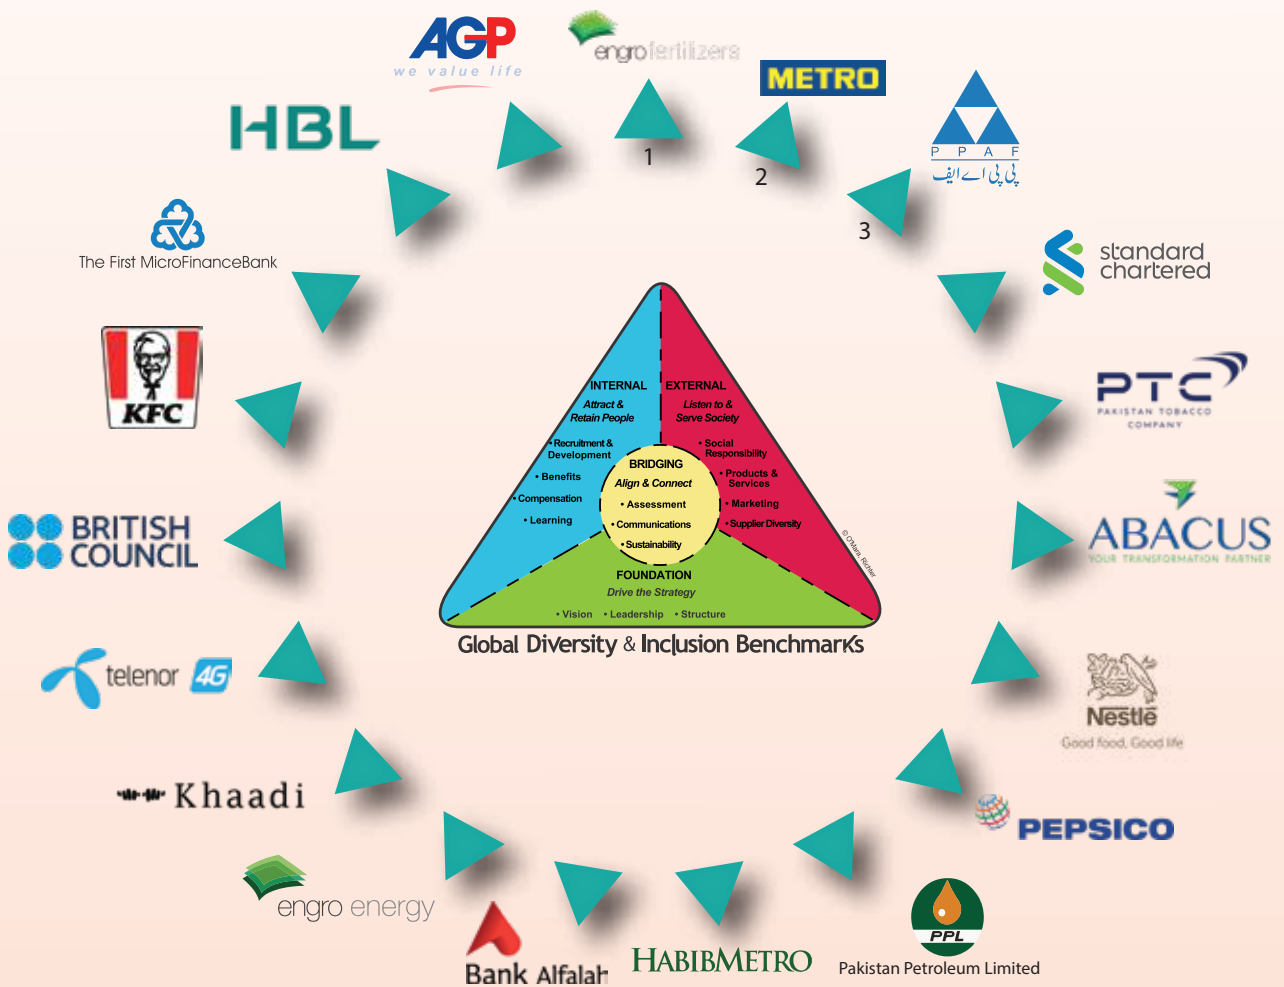 AGP
we value life
engro fertilizers
METRO
1
2
3
P P A F
پی پی اے ایف
HBL
standard
chartered
The First MicroFinanceBank
KFC
PTC
PAKISTAN TOBACCO
COMPANY
BRITISH
COUNCIL
ABACUS
YOUR TRANSFORMATION PARTNER
INTERNAL
Attract &
Retain People
• Recruitment &
Development
• Benefits
• Compensation
• Learning
EXTERNAL
Listen to &
Serve Society
• Social
Responsibility
• Products &
Services
• Marketing
• Supplier Diversity
BRIDGING
Align & Connect
• Assessment
• Communications
• Sustainability
© O'Mara, Richter
FOUNDATION
Drive the Strategy
• Vision • Leadership • Structure
Global Diversity & Inclusion Benchmarks
telenor 4G
Nestlé
Good food, Good life
Khaadi
PEPSICO
engro energy
Bank Alfalah
HABIBMETRO
PPL
Pakistan Petroleum Limited